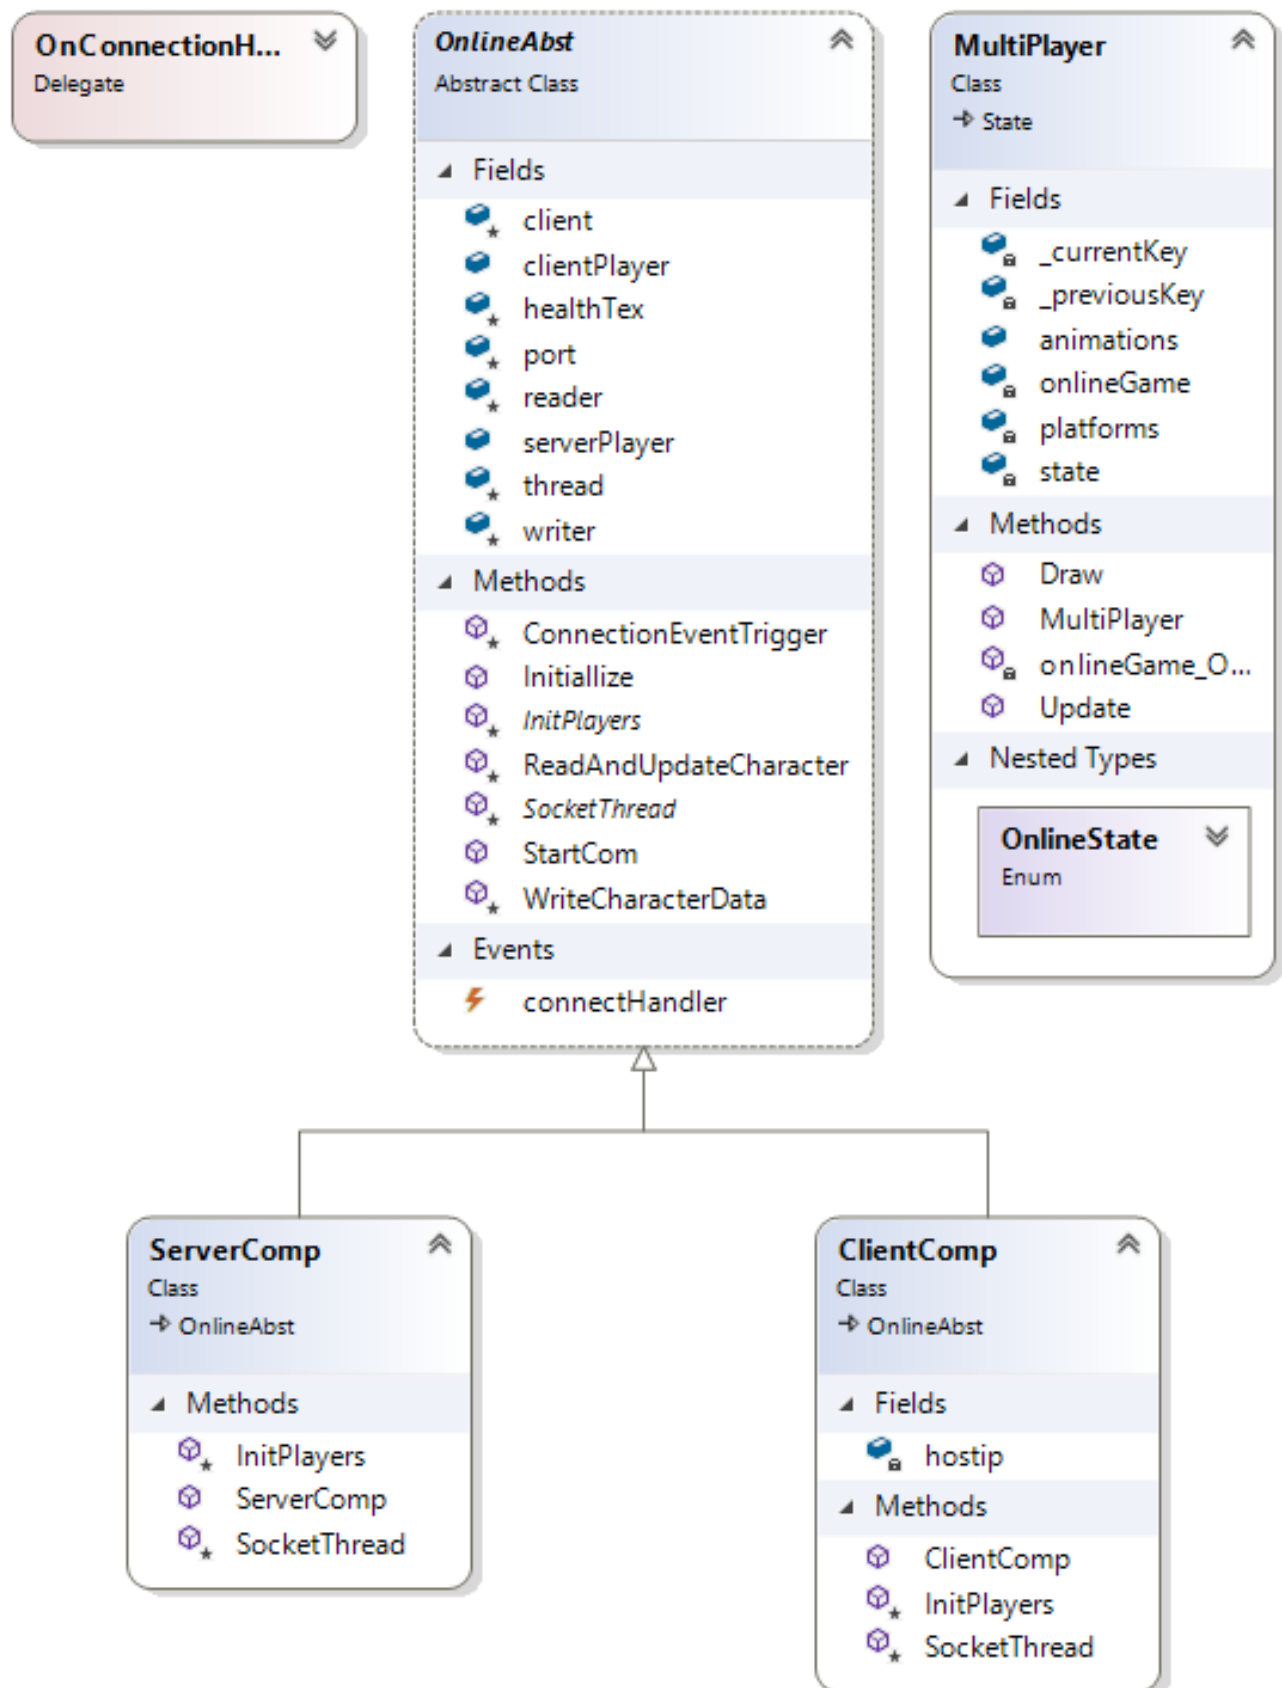 OnConnectionH...
Delegate
OnlineAbst
Abstract Class
Fields
client
clientPlayer
healthTex
port
reader
serverPlayer
thread
writer
Methods
ConnectionEventTrigger
Initiallize
InitPlayers
ReadAndUpdateCharacter
SocketThread
StartCom
WriteCharacterData
Events
connectHandler
MultiPlayer
Class
State
Fields
_currentKey
_previousKey
animations
onlineGame
platforms
state
Methods
Draw
MultiPlayer
onlineGame_O...
Update
Nested Types
OnlineState
Enum
ServerComp
Class
OnlineAbst
Methods
InitPlayers
ServerComp
SocketThread
ClientComp
Class
OnlineAbst
Fields
hostip
Methods
ClientComp
InitPlayers
SocketThread